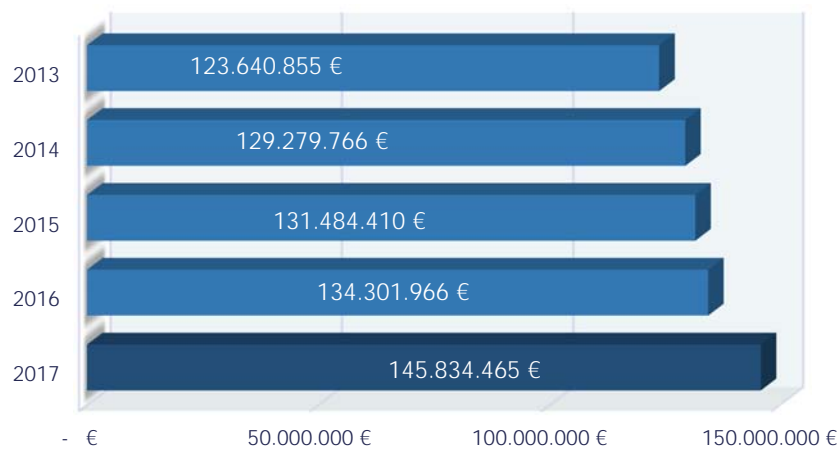 2013 123.640.855 €
2014 129.279.766 €
2015 131.484.410 €
2016 134.301.966 €
2017 145.834.465 €
- € 50.000.000 € 100.000.000 € 150.000.000 €